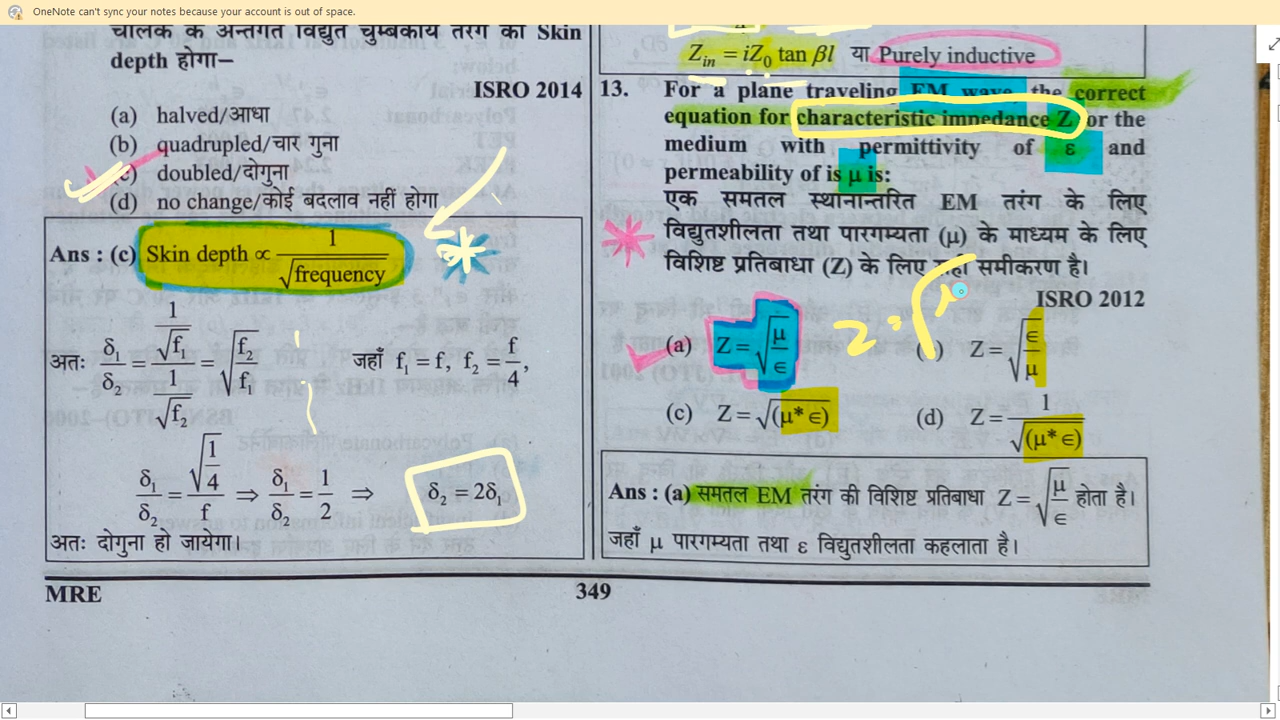 OneNote can't sync your notes because your account is out of space.
चालक के अन्तर्गत विद्युत चुम्बकीय तरंग की Skin
depth होगी–
ISRO 2014
(a) halved/आधा
(b) quadrupled/चार गुना
(c) doubled/दोगुना
(d) no change/कोई बदलाव नहीं होगा
Ans : (c) Skin depth ∝ 1/√frequency
अतः δ₁/δ₂ = (1/√f₁)/(1/√f₂) = √(f₂/f₁) जहाँ f₁ = f, f₂ = f/4,
δ₁/δ₂ = √(1/4)/f ⇒ δ₁/δ₂ = 1/2 ⇒ δ₂ = 2δ₁
अतः दोगुना हो जायेगा।
Z_in = iZ₀ tan βl या Purely inductive
13. For a plane traveling EM wave, the correct
equation for characteristic impedance Z for the
medium with permittivity of ε and
permeability of is μ is:
एक समतल स्थानान्तरित EM तरंग के लिए
विद्युतशीलता तथा पारगम्यता (μ) के माध्यम के लिए
विशिष्ट प्रतिबाधा (Z) के लिए सही समीकरण है।
ISRO 2012
Z = √μ
(a) Z = √(μ/∈)
(b) Z = √(∈/μ)
(c) Z = √(μ*∈)
(d) Z = 1/√(μ*∈)
Ans : (a) समतल EM तरंग की विशिष्ट प्रतिबाधा Z = √(μ/∈) होता है।
जहाँ μ पारगम्यता तथा ε विद्युतशीलता कहलाता है।
MRE
349